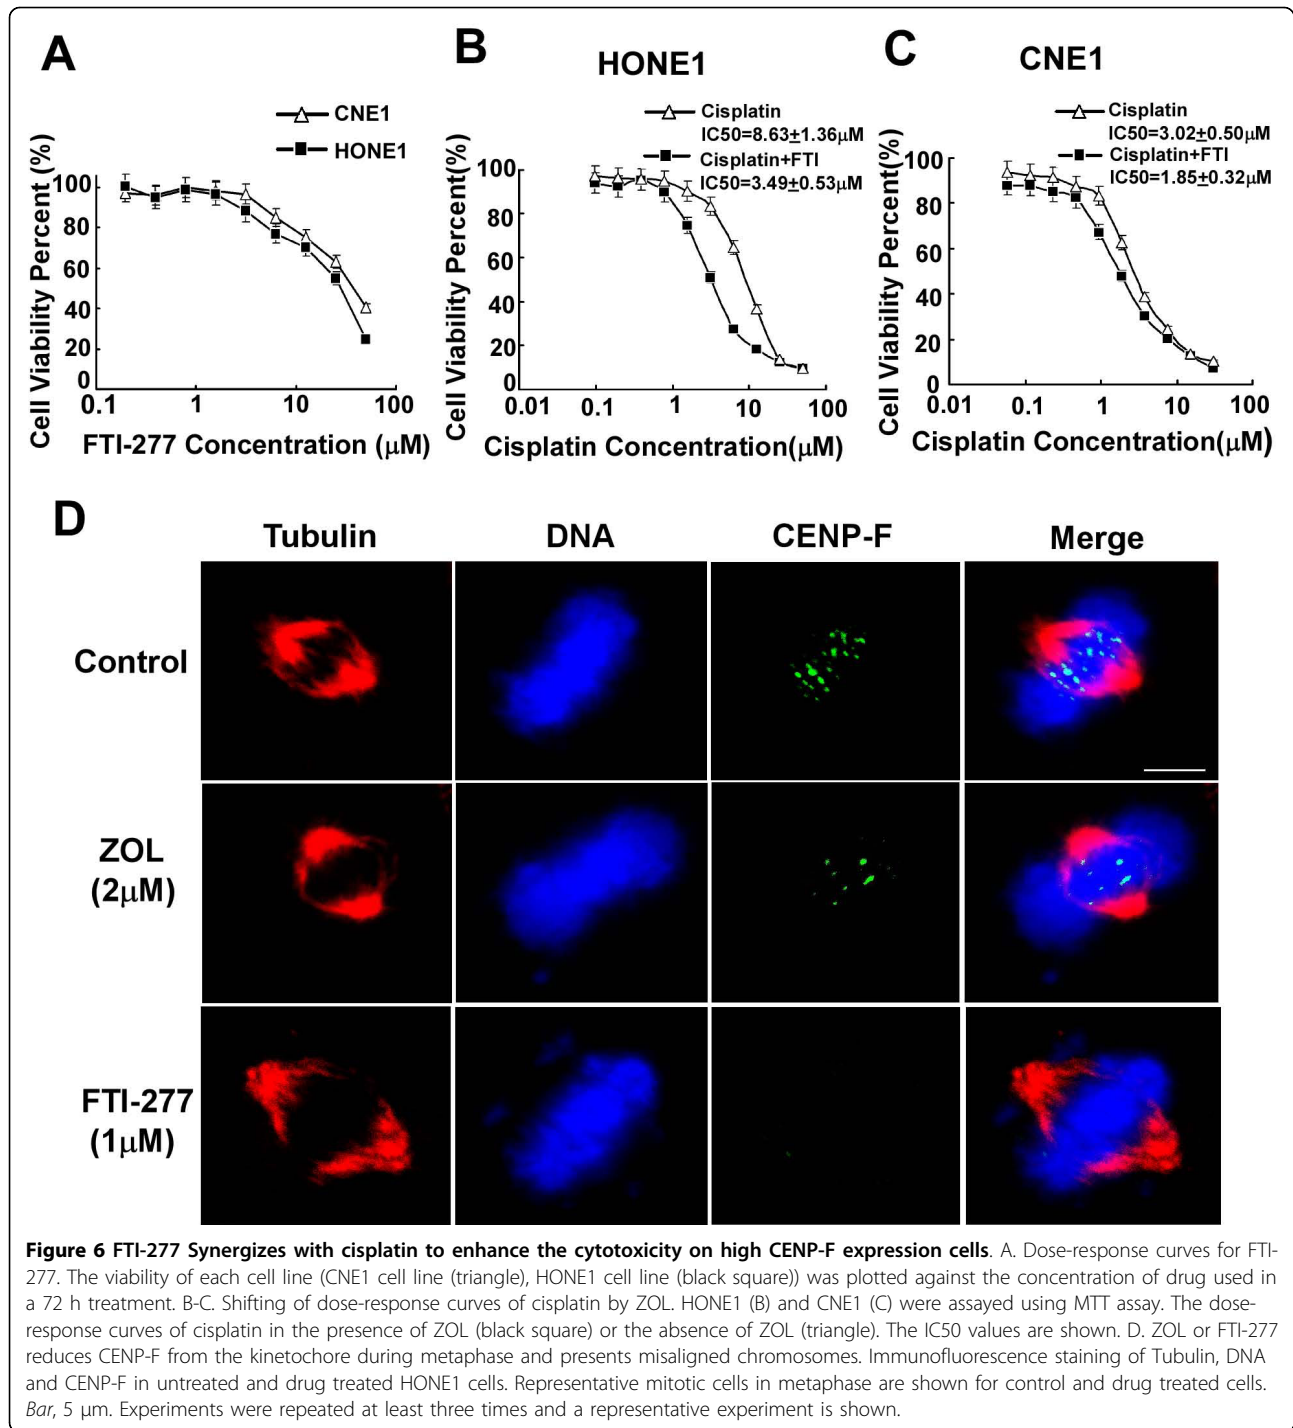 A
CNE1
HONE1
Cell Viability Percent (%)
100
80
60
40
20
0
0.1 1 10 100
FTI-277 Concentration (μM)
B
HONE1
Cisplatin
IC50=8.63±1.36μM
Cisplatin+FTI
IC50=3.49±0.53μM
Cell Viability Percent(%)
100
80
60
40
20
0
0.01 0.1 1 10 100
Cisplatin Concentration(μM)
C
CNE1
Cisplatin
IC50=3.02±0.50μM
Cisplatin+FTI
IC50=1.85±0.32μM
Cell Viability Percent(%)
100
80
60
40
20
0
0.01 0.1 1 10 100
Cisplatin Concentration(μM)
D
Tubulin DNA CENP-F Merge
Control
ZOL
(2μM)
FTI-277
(1μM)
Figure 6 FTI-277 Synergizes with cisplatin to enhance the cytotoxicity on high CENP-F expression cells. A. Dose-response curves for FTI-
277. The viability of each cell line (CNE1 cell line (triangle), HONE1 cell line (black square)) was plotted against the concentration of drug used in
a 72 h treatment. B-C. Shifting of dose-response curves of cisplatin by ZOL. HONE1 (B) and CNE1 (C) were assayed using MTT assay. The dose-
response curves of cisplatin in the presence of ZOL (black square) or the absence of ZOL (triangle). The IC50 values are shown. D. ZOL or FTI-277
reduces CENP-F from the kinetochore during metaphase and presents misaligned chromosomes. Immunofluorescence staining of Tubulin, DNA
and CENP-F in untreated and drug treated HONE1 cells. Representative mitotic cells in metaphase are shown for control and drug treated cells.
Bar, 5 μm. Experiments were repeated at least three times and a representative experiment is shown.